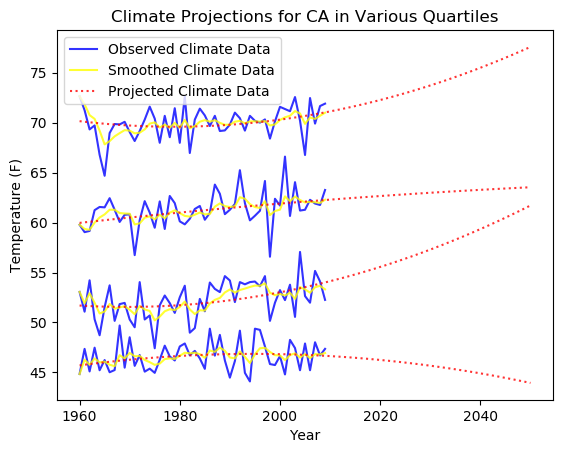 Climate Projections for CA in Various Quartiles
Observed Climate Data
Smoothed Climate Data
Projected Climate Data
Temperature (F)
75
70
65
60
55
50
45
1960
1980
2000
2020
2040
Year